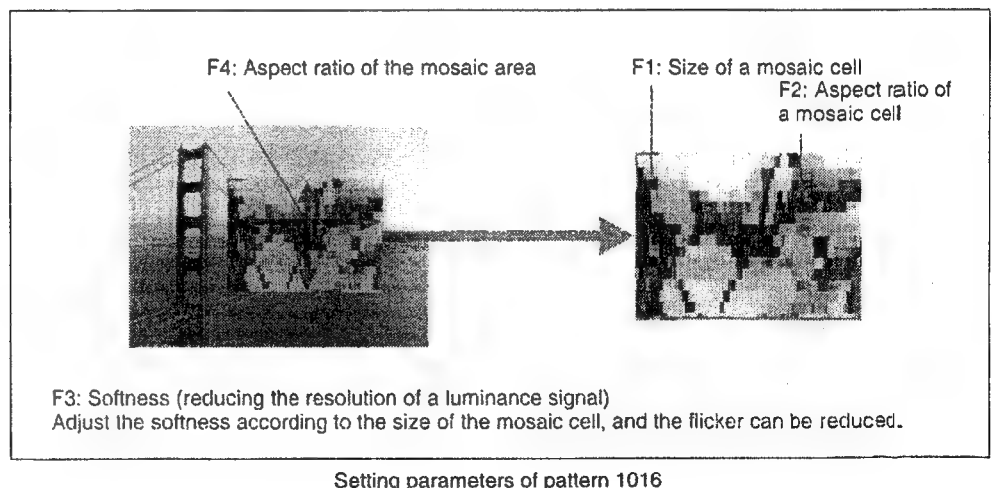 F4: Aspect ratio of the mosaic area
F1: Size of a mosaic cell
F2: Aspect ratio of
a mosaic cell
F3: Softness (reducing the resolution of a luminance signal)
Adjust the softness according to the size of the mosaic cell, and the flicker can be reduced.
Setting parameters of pattern 1016